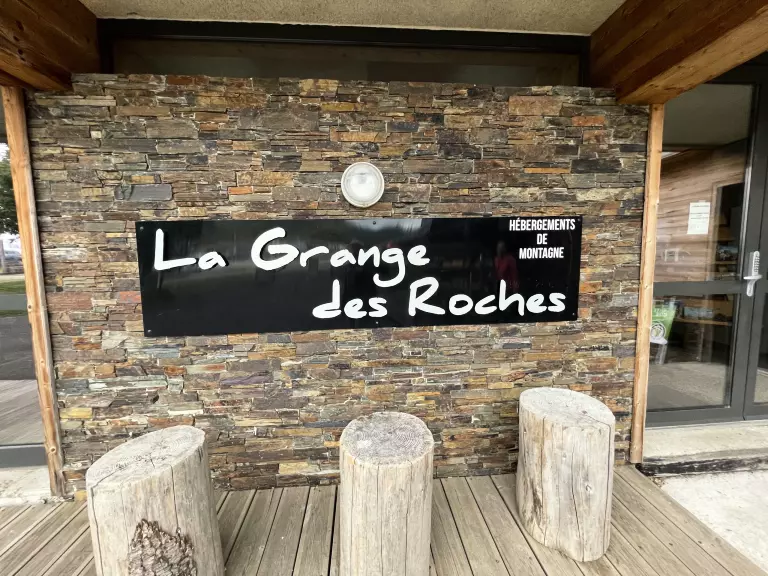 La Grange
des Roches
HÉBERGEMENTS
DE
MONTAGNE